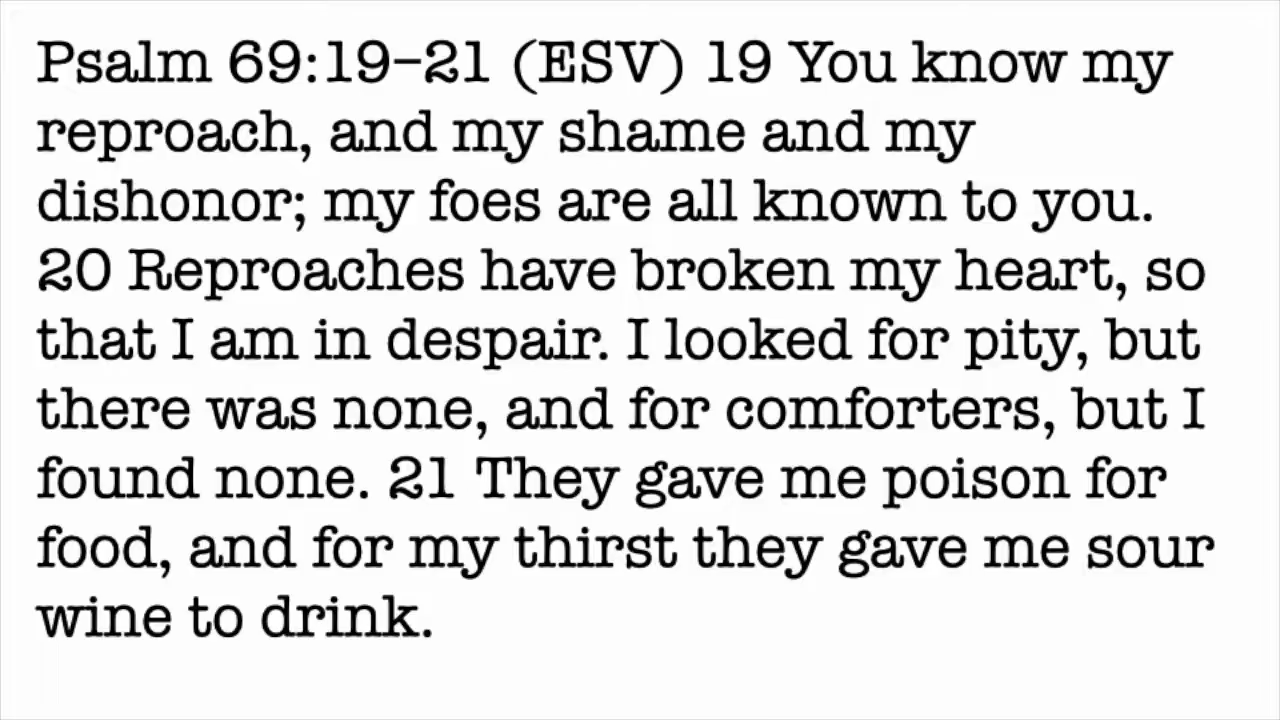 Psalm 69:19–21 (ESV) 19 You know my
reproach, and my shame and my
dishonor; my foes are all known to you.
20 Reproaches have broken my heart, so
that I am in despair. I looked for pity, but
there was none, and for comforters, but I
found none. 21 They gave me poison for
food, and for my thirst they gave me sour
wine to drink.